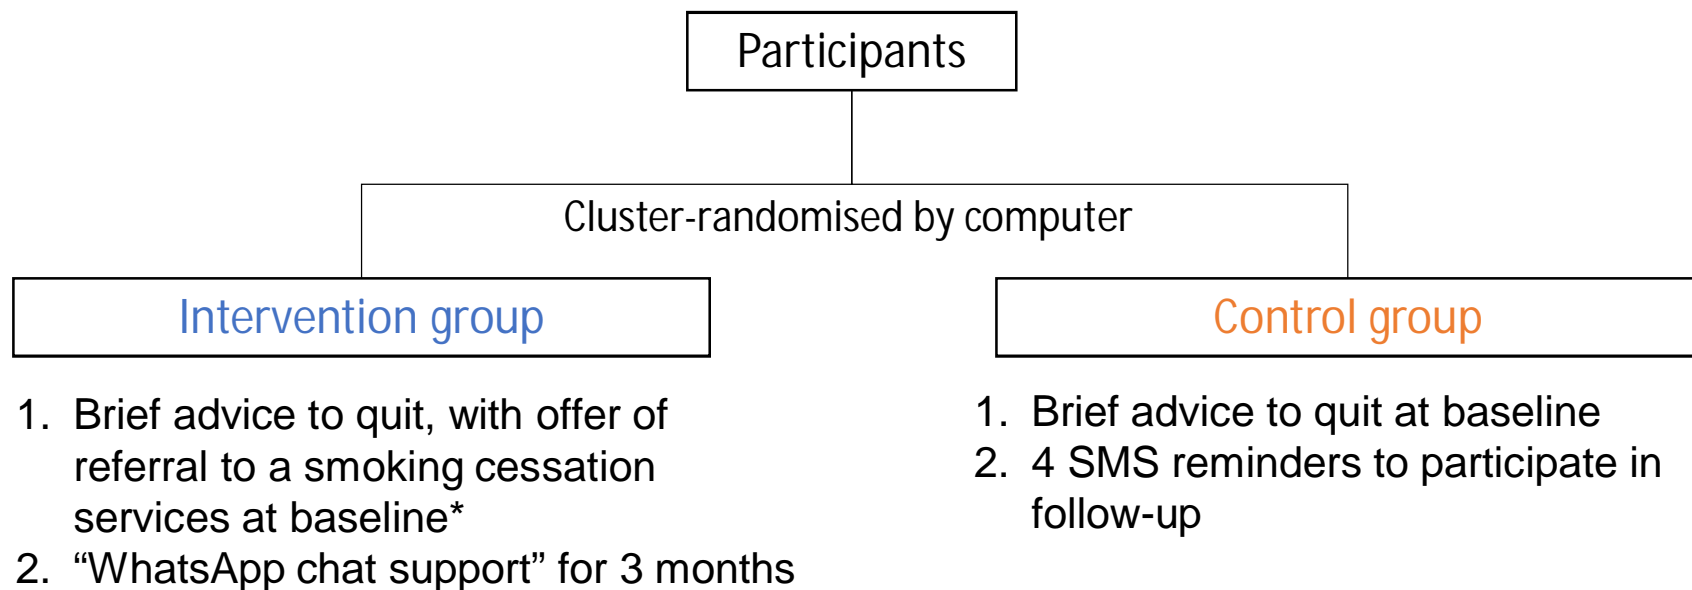 Participants
Cluster-randomised by computer
Intervention group
Control group
1. Brief advice to quit, with offer of
referral to a smoking cessation
services at baseline*
2. “WhatsApp chat support” for 3 months
1. Brief advice to quit at baseline
2. 4 SMS reminders to participate in
follow-up